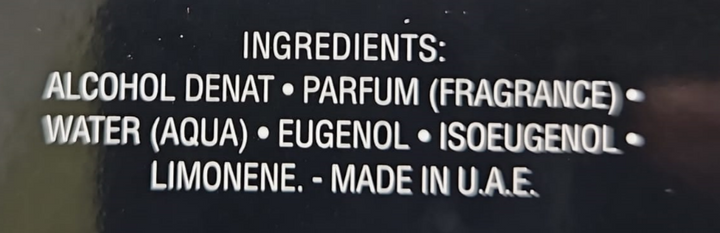 INGREDIENTS:
ALCOHOL DENAT • PARFUM (FRAGRANCE) •
WATER (AQUA) • EUGENOL • ISOEUGENOL •
LIMONENE. - MADE IN U.A.E.